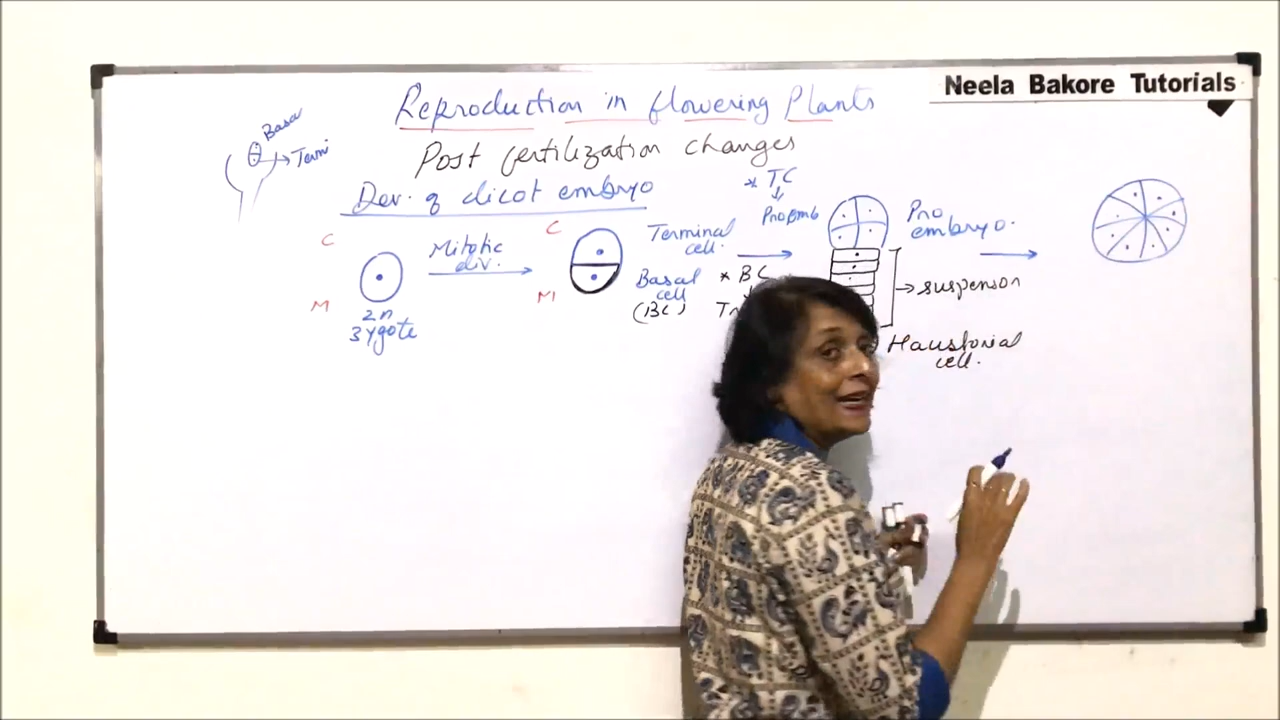 Neela Bakore Tutorials
Reproduction in flowering Plants
Post fertilization changes
Dev. of dicot embryo
Basa
Termi
C
M
2n
zygote
Mitotic
div.
C
M
Terminal
cell.
Basal
cell
(BC)
* TC
↓
ProEmb
* BC
Pro
embryo.
→ suspensor
Haustorial
cell.